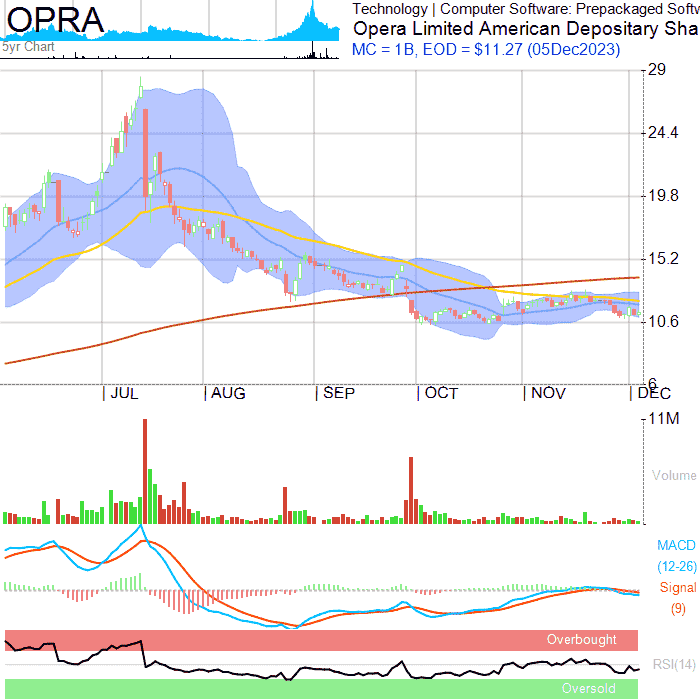 OPRA
5yr Chart
Technology | Computer Software: Prepackaged Softw
Opera Limited American Depositary Sha
MC = 1B, EOD = $11.27 (05Dec2023)
29
24.4
19.8
15.2
10.6
6
JUL
AUG
SEP
OCT
NOV
DEC
11M
Volume
MACD
(12-26)
Signal
(9)
Overbought
RSI(14)
Oversold